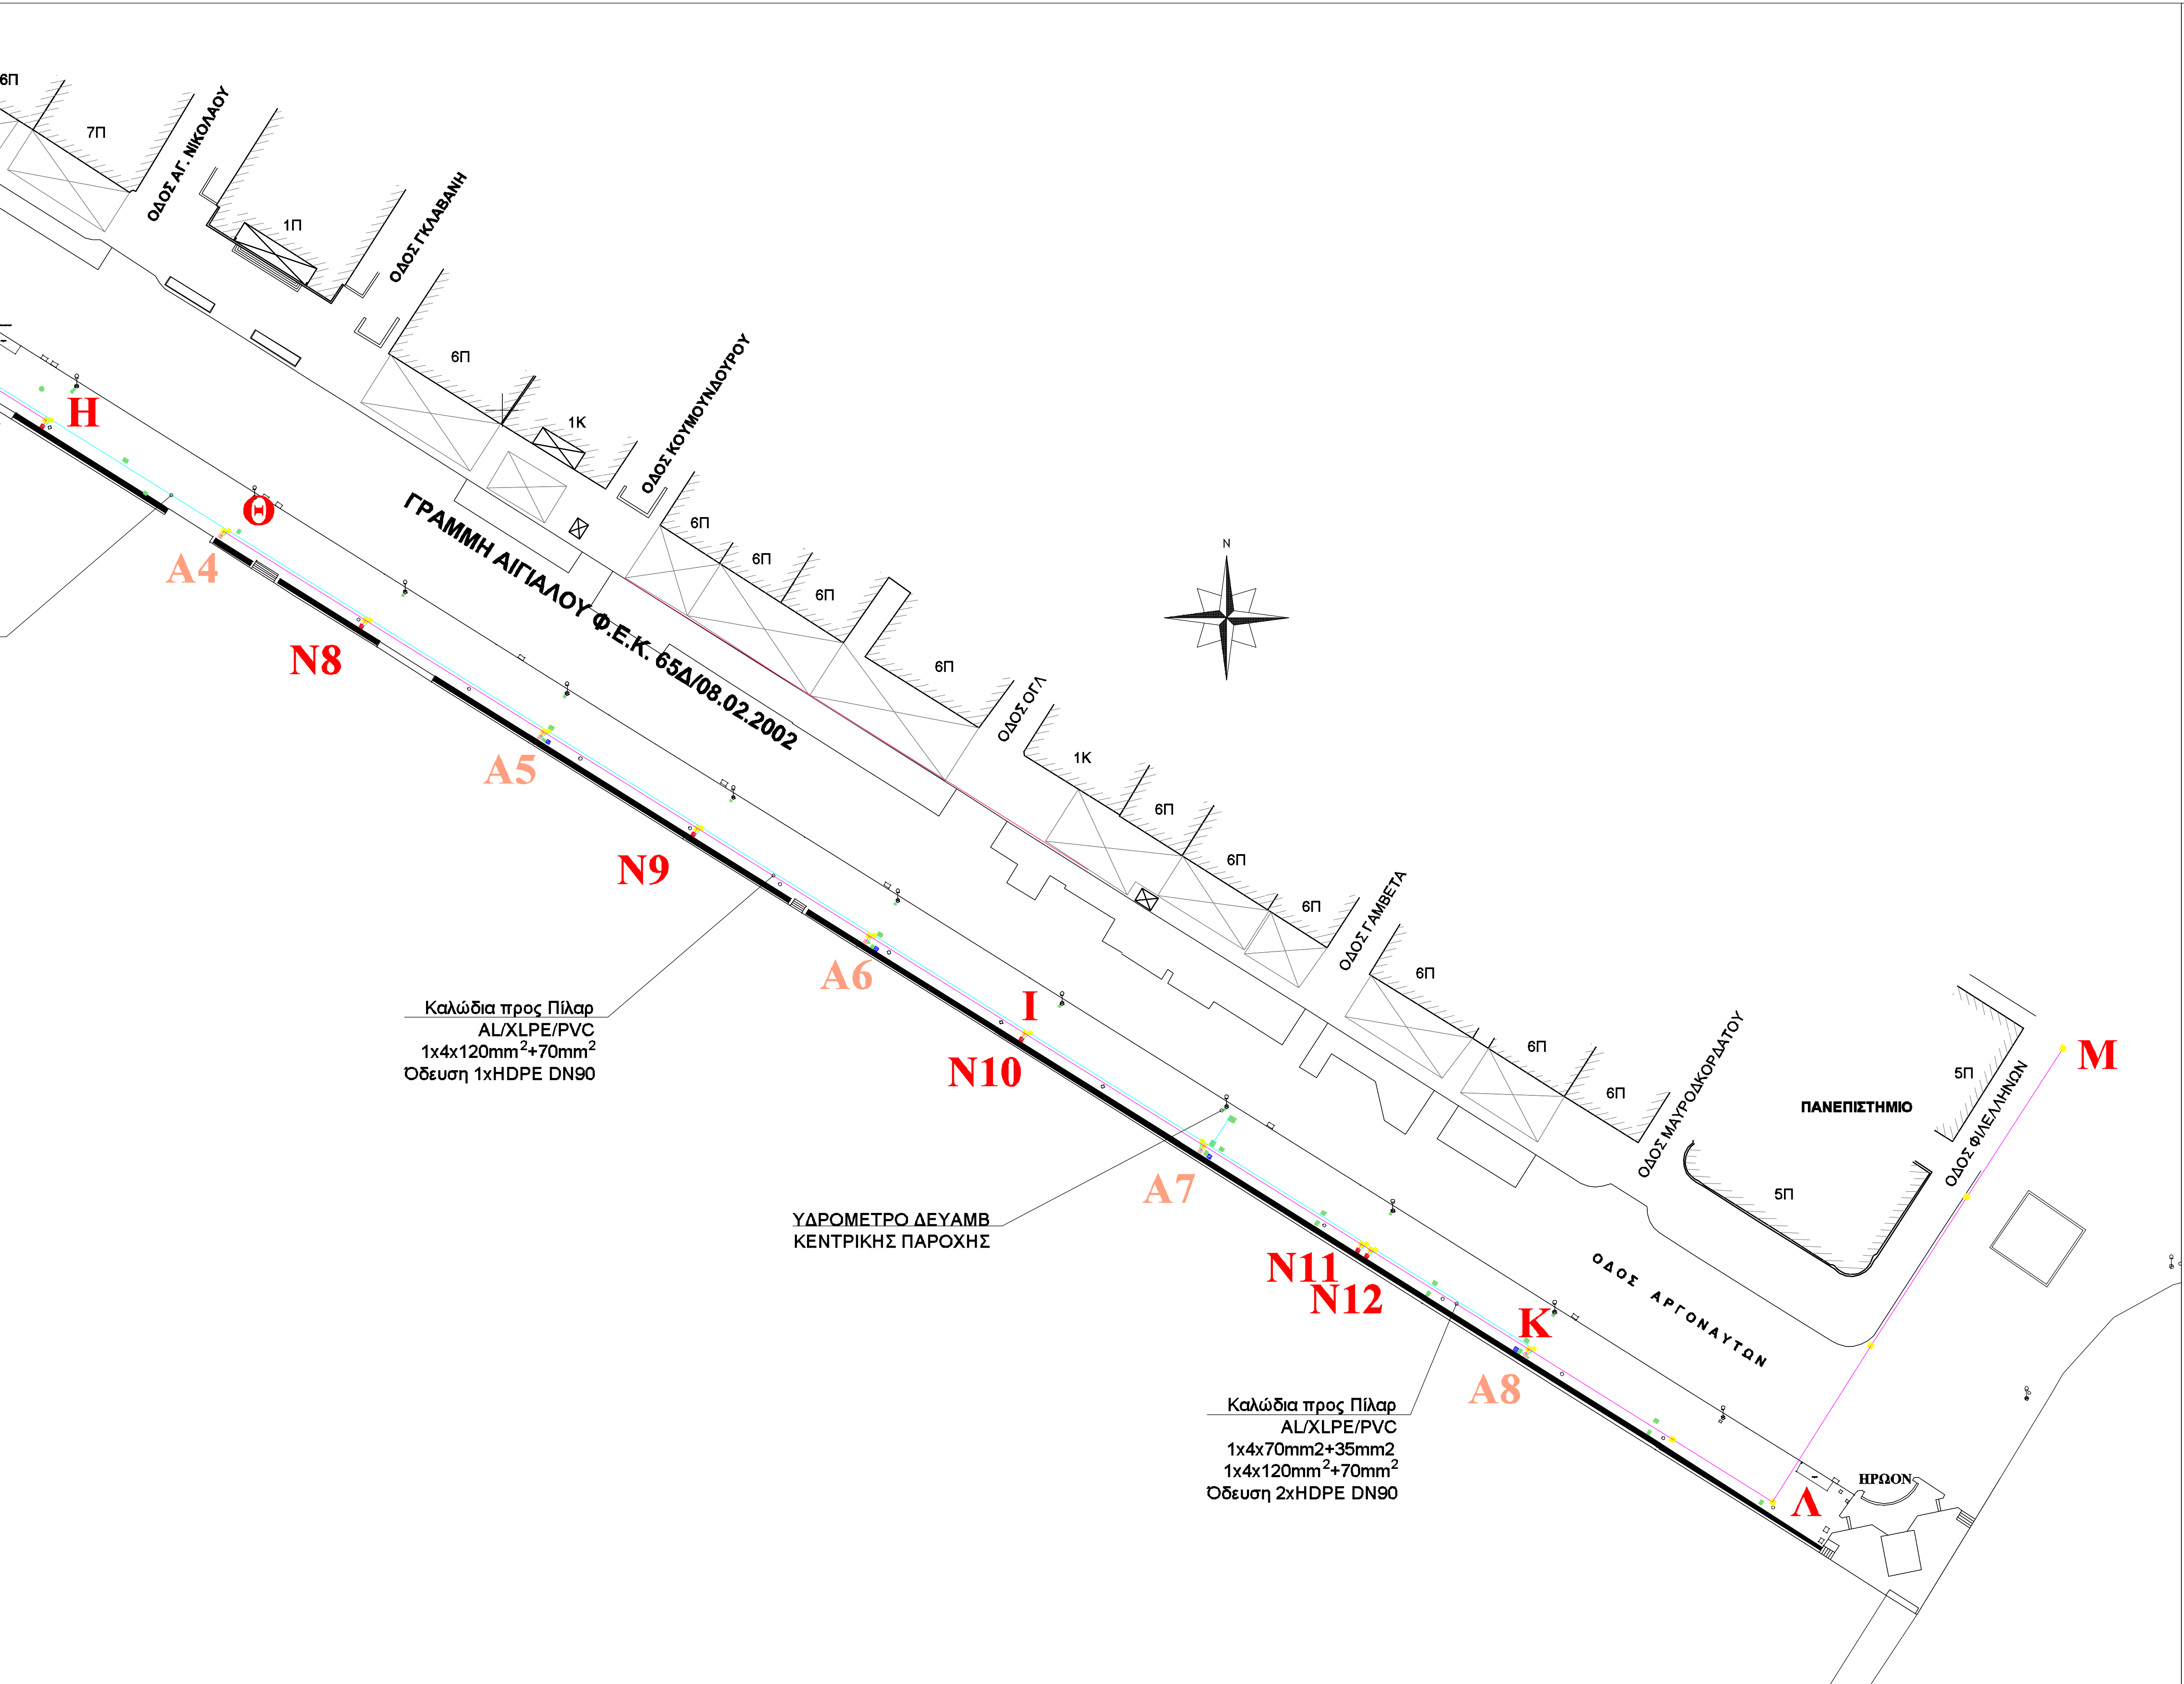 6Π
7Π
ΟΔΟΣ ΑΓ. ΝΙΚΟΛΑΟΥ
1Π
ΟΔΟΣ ΓΚΛΑΒΑΝΗ
6Π
1Κ
ΟΔΟΣ ΚΟΥΜΟΥΝΔΟΥΡΟΥ
Η
Θ
Α4
Ν8
ΓΡΑΜΜΗ ΑΙΓΙΑΛΟΥ Φ.Ε.Κ. 65Δ/08.02.2002
6Π
6Π
6Π
6Π
N
ΟΔΟΣ ΟΓΛ
Α5
Ν9
1Κ
6Π
6Π
6Π
ΟΔΟΣ ΓΑΜΒΕΤΑ
Α6
Ι
Ν10
Καλώδια προς Πίλαρ
AL/XLPE/PVC
1x4x120mm²+70mm²
Όδευση 1xHDPE DN90
6Π
6Π
6Π
ΟΔΟΣ ΜΑΥΡΟΔΚΟΡΔΑΤΟΥ
ΠΑΝΕΠΙΣΤΗΜΙΟ
5Π
5Π
ΟΔΟΣ ΦΙΛΕΛΛΗΝΩΝ
Μ
Α7
ΥΔΡΟΜΕΤΡΟ ΔΕΥΑΜΒ
ΚΕΝΤΡΙΚΗΣ ΠΑΡΟΧΗΣ
Ν11
Ν12
Κ
Α8
ΟΔΟΣ ΑΡΓΟΝΑΥΤΩΝ
Καλώδια προς Πίλαρ
AL/XLPE/PVC
1x4x70mm2+35mm2
1x4x120mm²+70mm²
Όδευση 2xHDPE DN90
ΗΡΩΟΝ
Λ